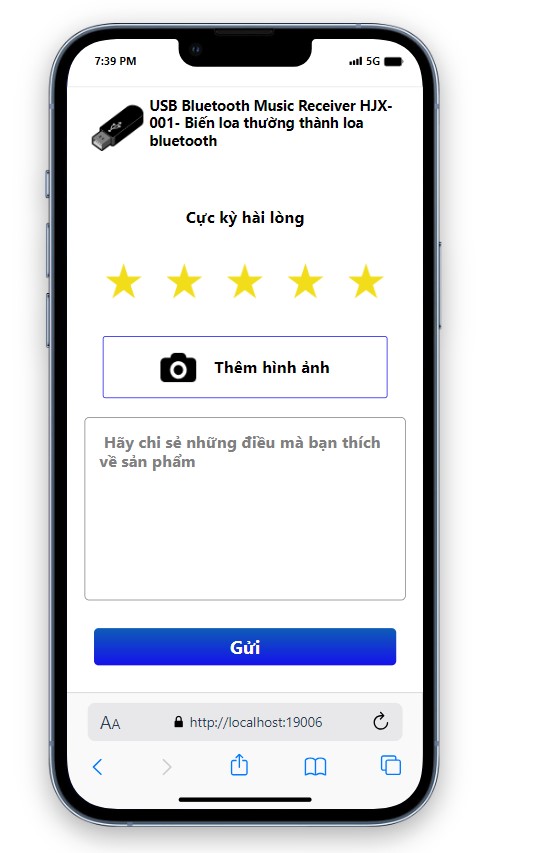 7:39 PM
5G
USB Bluetooth Music Receiver HJX-
001- Biến loa thường thành loa
bluetooth
Cực kỳ hài lòng
Thêm hình ảnh
Hãy chi sẻ những điều mà bạn thích
về sản phẩm
Gửi
AA
http://localhost:19006